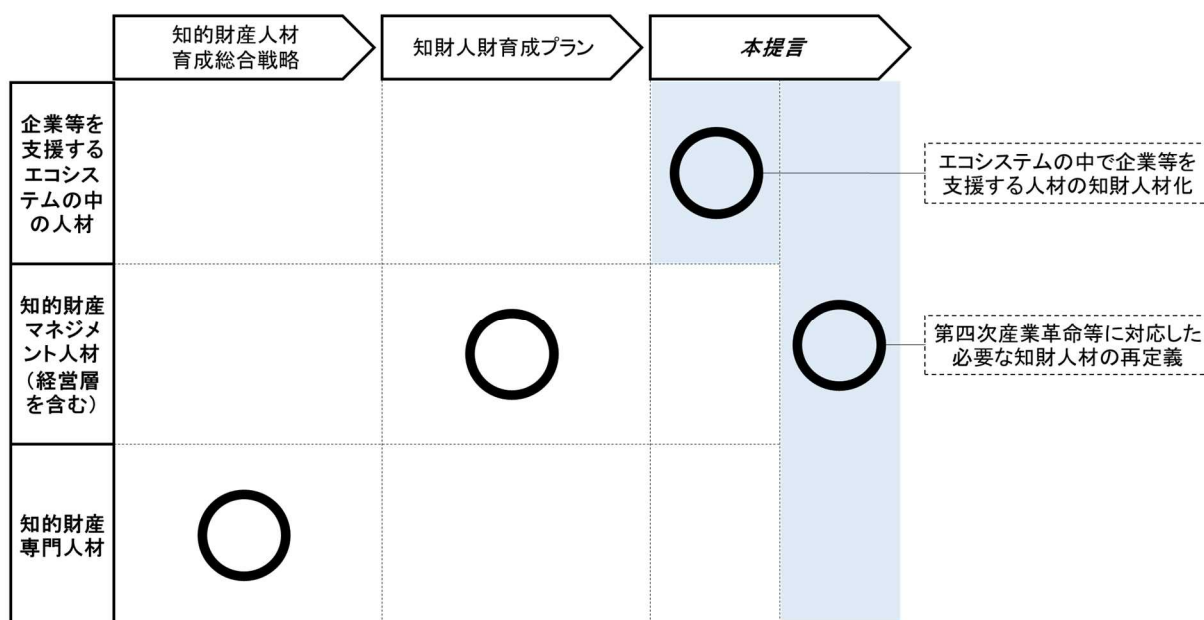 知的財産人材
育成総合戦略
知財人財育成プラン
本提言
企業等を
支援する
エコシス
テムの中
の人材
エコシステムの中で企業等を
支援する人材の知財人材化
知的財産
マネジメ
ント人材
(経営層
を含む)
第四次産業革命等に対応した
必要な知財人材の再定義
知的財産
専門人材